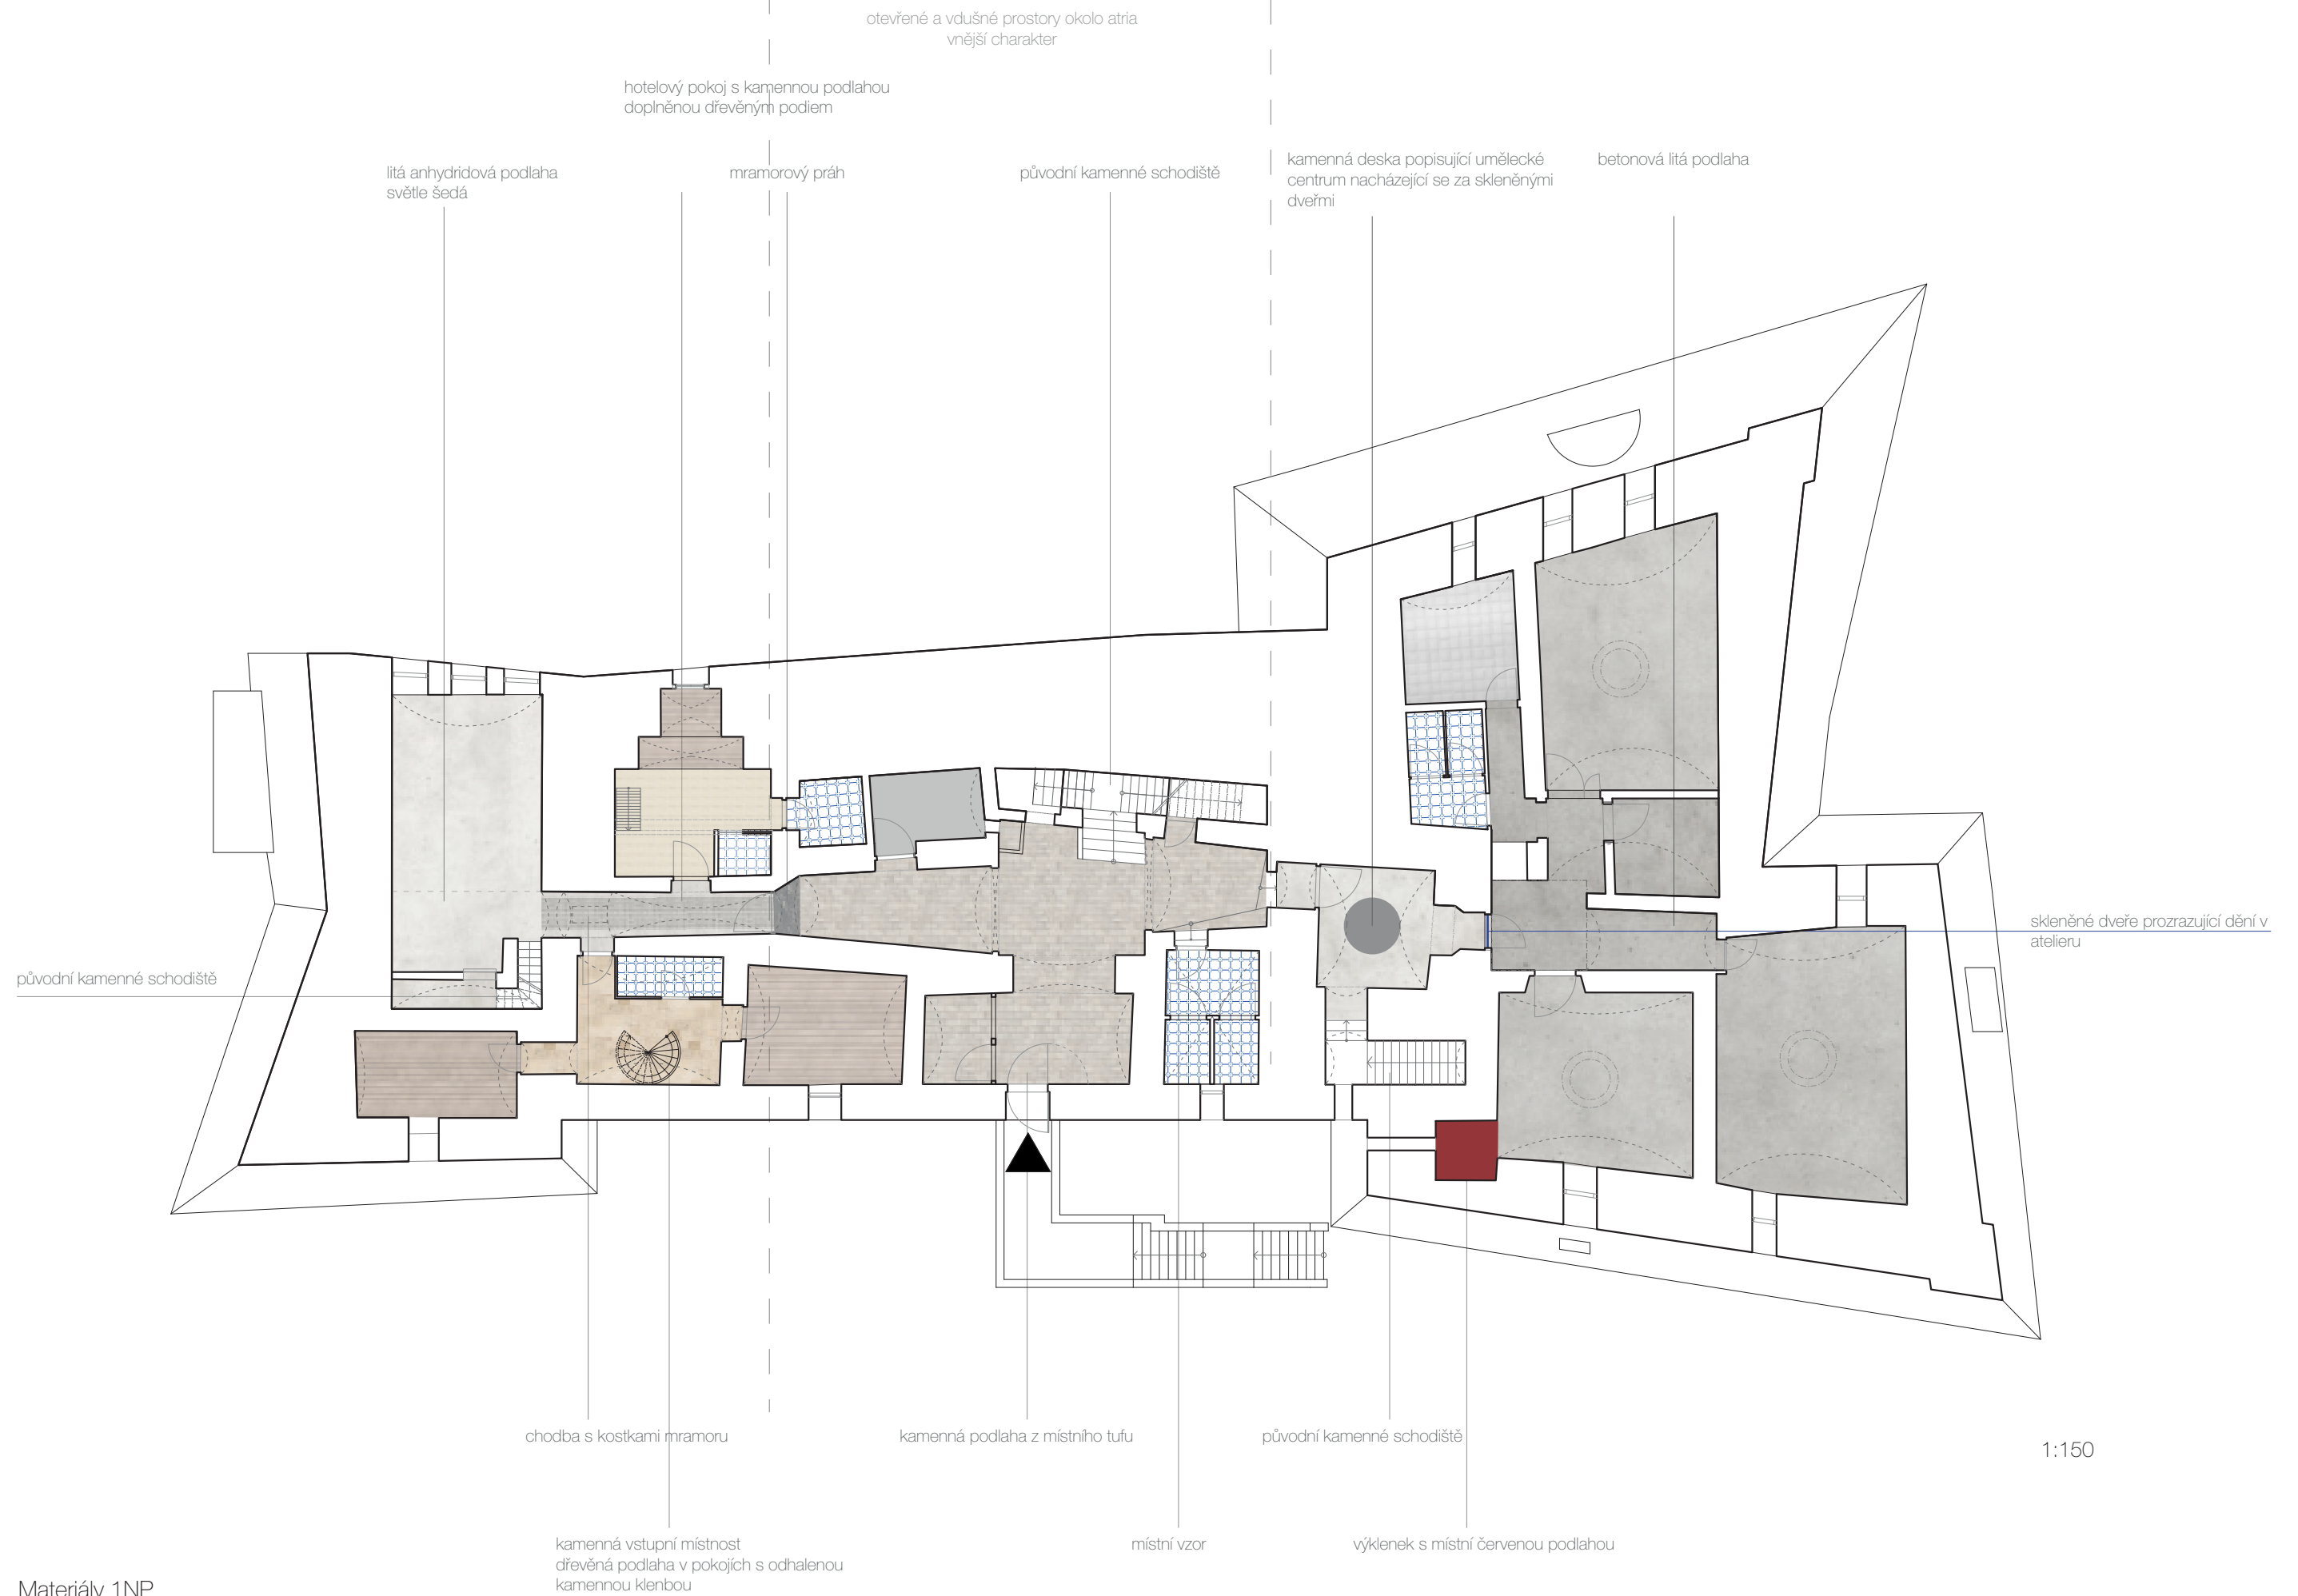 otevřené a vdušné prostory okolo atria
vnější charakter
hotelový pokoj s kamennou podlahou
doplněnou dřevěným podiem
litá anhydridová podlaha
světle šedá
mramorový práh
původní kamenné schodiště
kamenná deska popisující umělecké
centrum nacházející se za skleněnými
dveřmi
betonová litá podlaha
skleněné dveře prozrazující dění v
atelieru
původní kamenné schodiště
chodba s kostkami mramoru
kamenná podlaha z místního tufu
původní kamenné schodiště
1:150
kamenná vstupní místnost
dřevěná podlaha v pokojích s odhalenou
kamennou klenbou
místní vzor
výklenek s místní červenou podlahou
Materiály 1NP